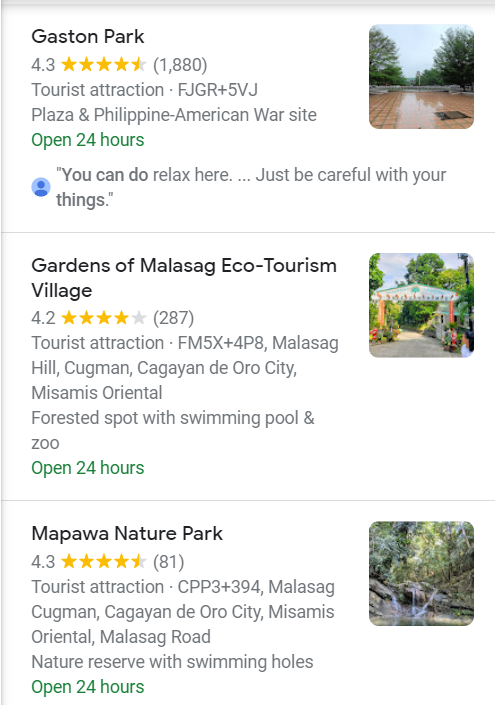 Gaston Park
4.3 ★★★★★ (1,880)
Tourist attraction · FJGR+5VJ
Plaza & Philippine-American War site
Open 24 hours
"You can do relax here. ... Just be careful with your
things."
Gardens of Malasag Eco-Tourism
Village
4.2 ★★★★★ (287)
Tourist attraction · FM5X+4P8, Malasag
Hill, Cugman, Cagayan de Oro City,
Misamis Oriental
Forested spot with swimming pool &
zoo
Open 24 hours
Mapawa Nature Park
4.3 ★★★★★ (81)
Tourist attraction · CPP3+394, Malasag
Cugman, Cagayan de Oro City, Misamis
Oriental, Malasag Road
Nature reserve with swimming holes
Open 24 hours